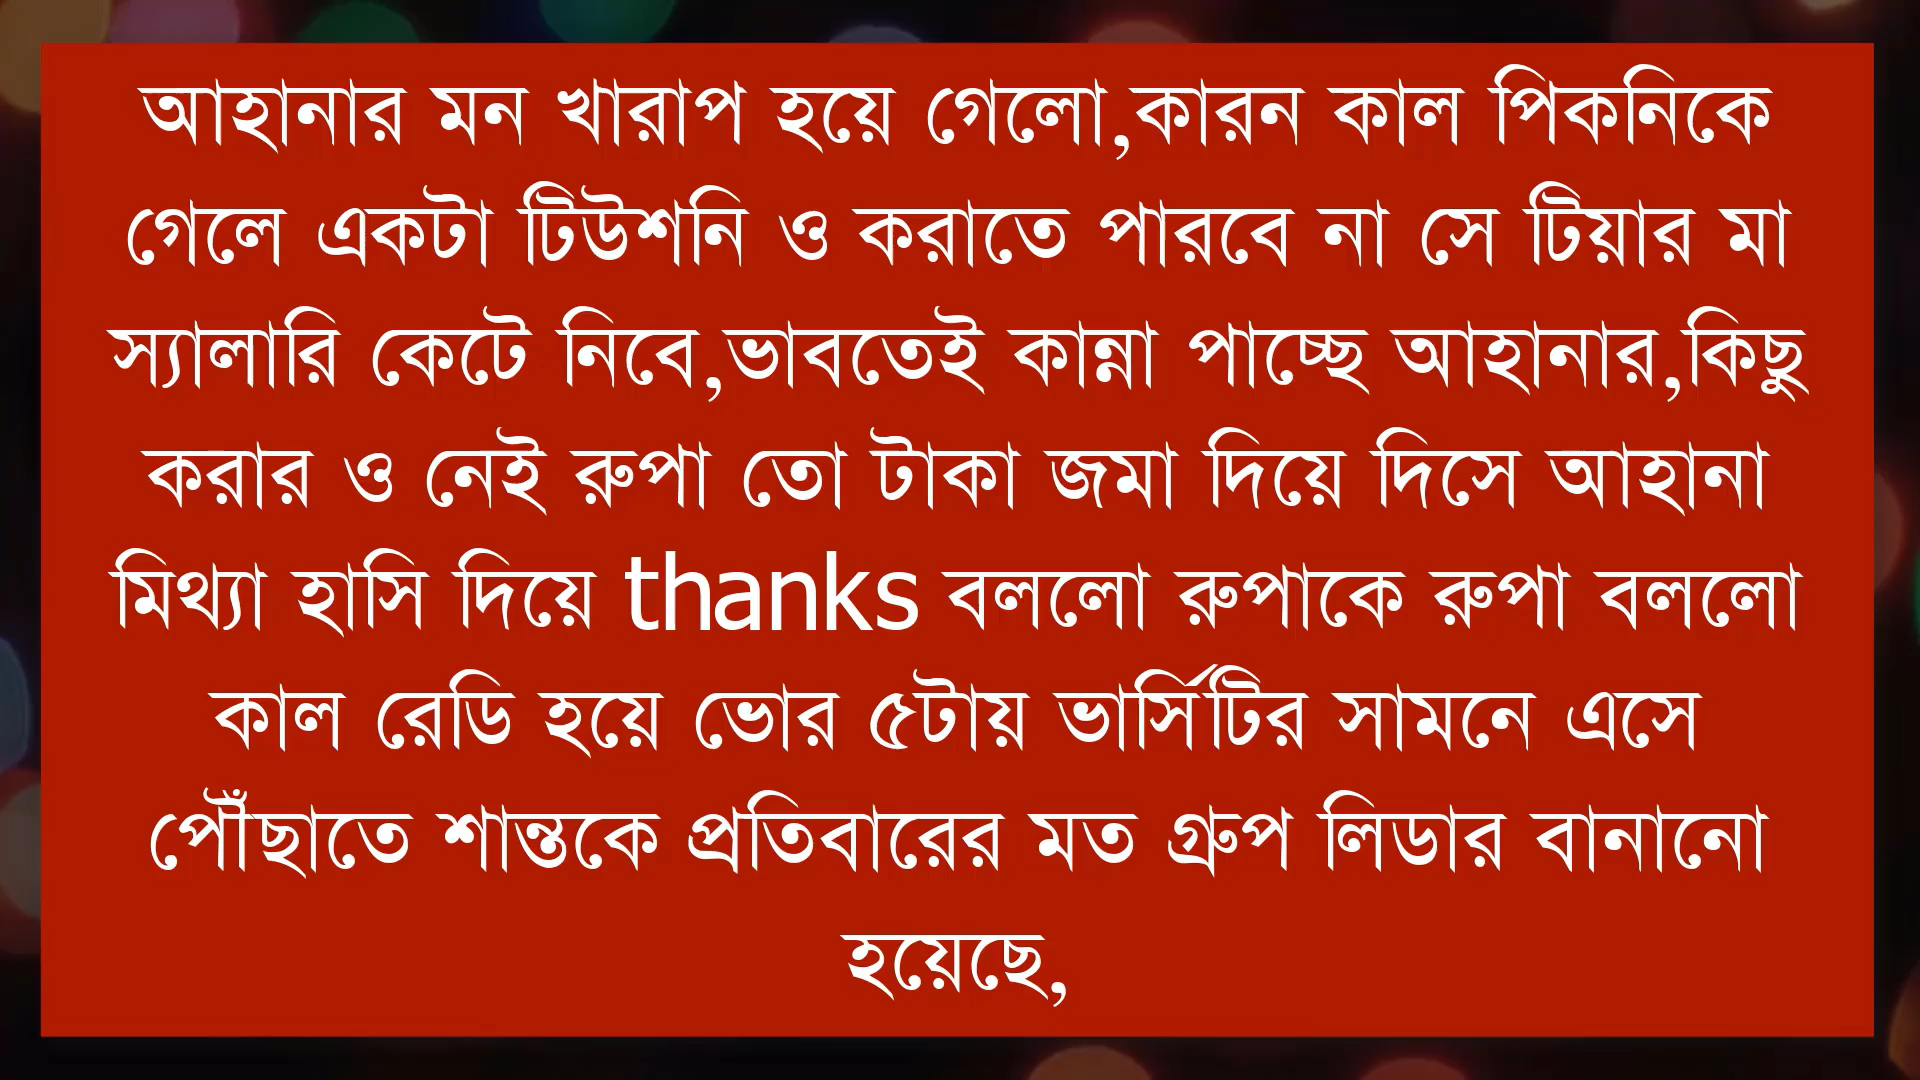 আহানার মন খারাপ হয়ে গেলো,কারন কাল পিকনিকে
গেলে একটা টিউশনি ও করাতে পারবে না সে টিয়ার মা
স্যালারি কেটে নিবে,ভাবতেই কান্না পাচ্ছে আহানার,কিছু
করার ও নেই রুপা তো টাকা জমা দিয়ে দিসে আহানা
মিথ্যা হাসি দিয়ে thanks বললো রুপাকে রুপা বললো
কাল রেডি হয়ে ভোর ৫টায় ভার্সিটির সামনে এসে
পৌঁছাতে শান্তকে প্রতিবারের মত গ্রুপ লিডার বানানো
হয়েছে,